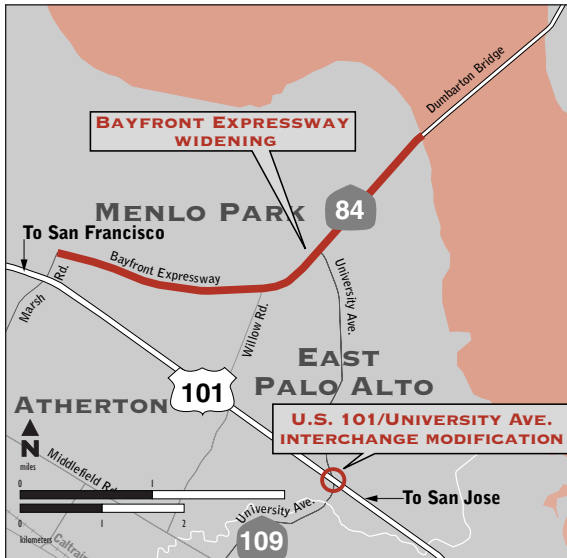 Dumbarton Bridge
BAYFRONT EXPRESSWAY
WIDENING
MENLO PARK
84
To San Francisco
Bayfront Expressway
Marsh Rd.
Willow Rd.
University Ave.
EAST
PALO ALTO
101
ATHERTON
U.S. 101/UNIVERSITY AVE.
INTERCHANGE MODIFICATION
N
miles
0 1
Middlefield Rd.
To San Jose
University Ave.
0 1 2
kilometers
Caltrain
109